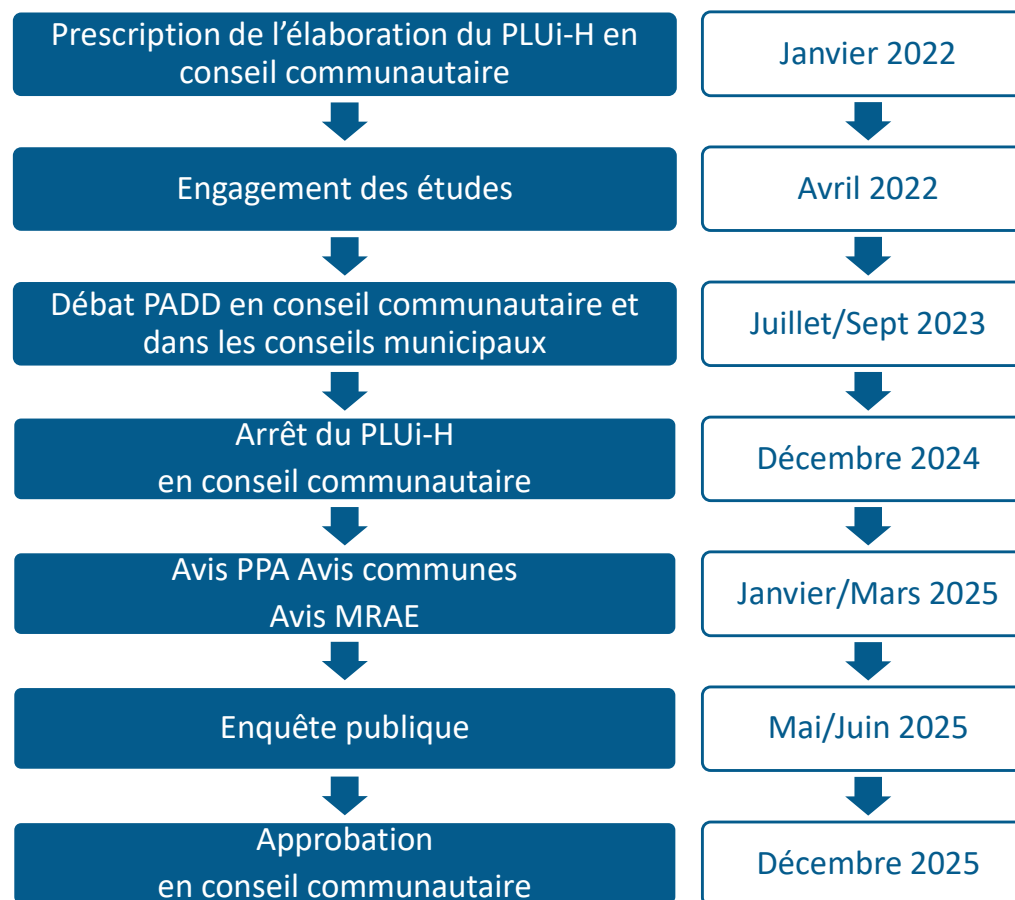 Prescription de l’élaboration du PLUi-H en
conseil communautaire
Janvier 2022
Engagement des études
Avril 2022
Débat PADD en conseil communautaire et
dans les conseils municipaux
Juillet/Sept 2023
Arrêt du PLUi-H
en conseil communautaire
Décembre 2024
Avis PPA Avis communes
Avis MRAE
Janvier/Mars 2025
Enquête publique
Mai/Juin 2025
Approbation
en conseil communautaire
Décembre 2025